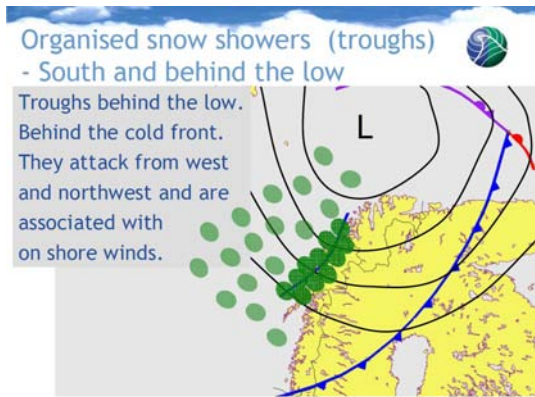 Organised snow showers (troughs)
- South and behind the low
Troughs behind the low.
Behind the cold front.
They attack from west
and northwest and are
associated with
on shore winds.
L